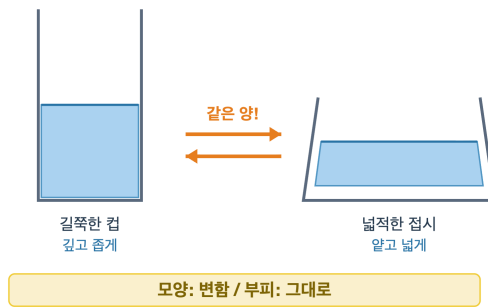 같은 양!
길쭉한 컵
깊고 좁게
넓적한 접시
얕고 넓게
모양: 변함 / 부피: 그대로